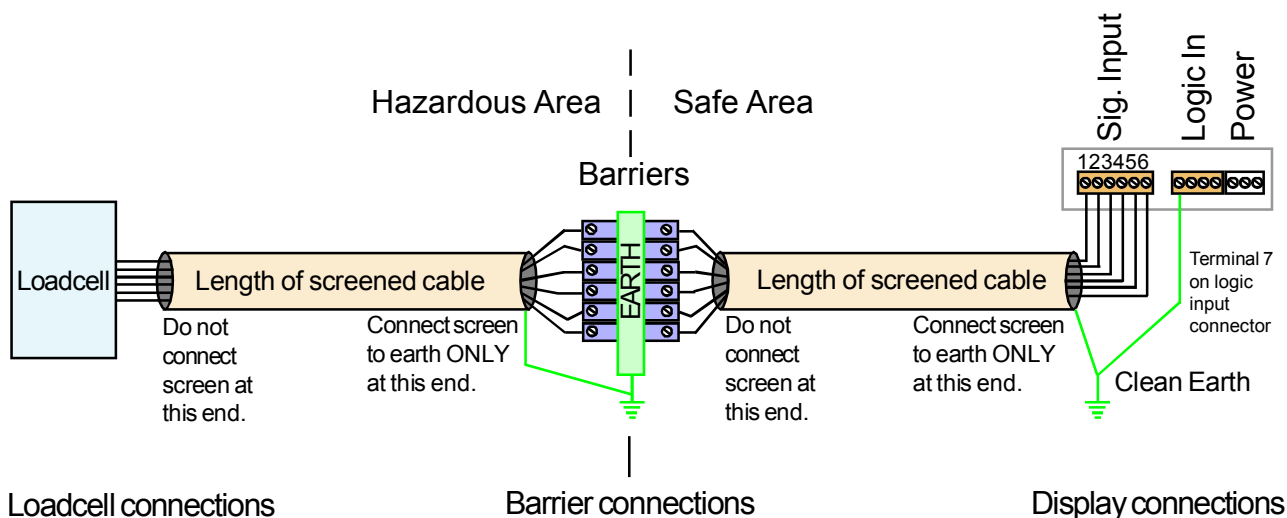 Hazardous Area
Safe Area
Sig. Input
Logic In
Power
123456
Barriers
Loadcell
Length of screened cable
EARTH
Length of screened cable
Terminal 7
on logic
input
connector
Do not
connect
screen at
this end.
Connect screen
to earth ONLY
at this end.
Do not
connect
screen at
this end.
Connect screen
to earth ONLY
at this end.
Clean Earth
Loadcell connections
Barrier connections
Display connections